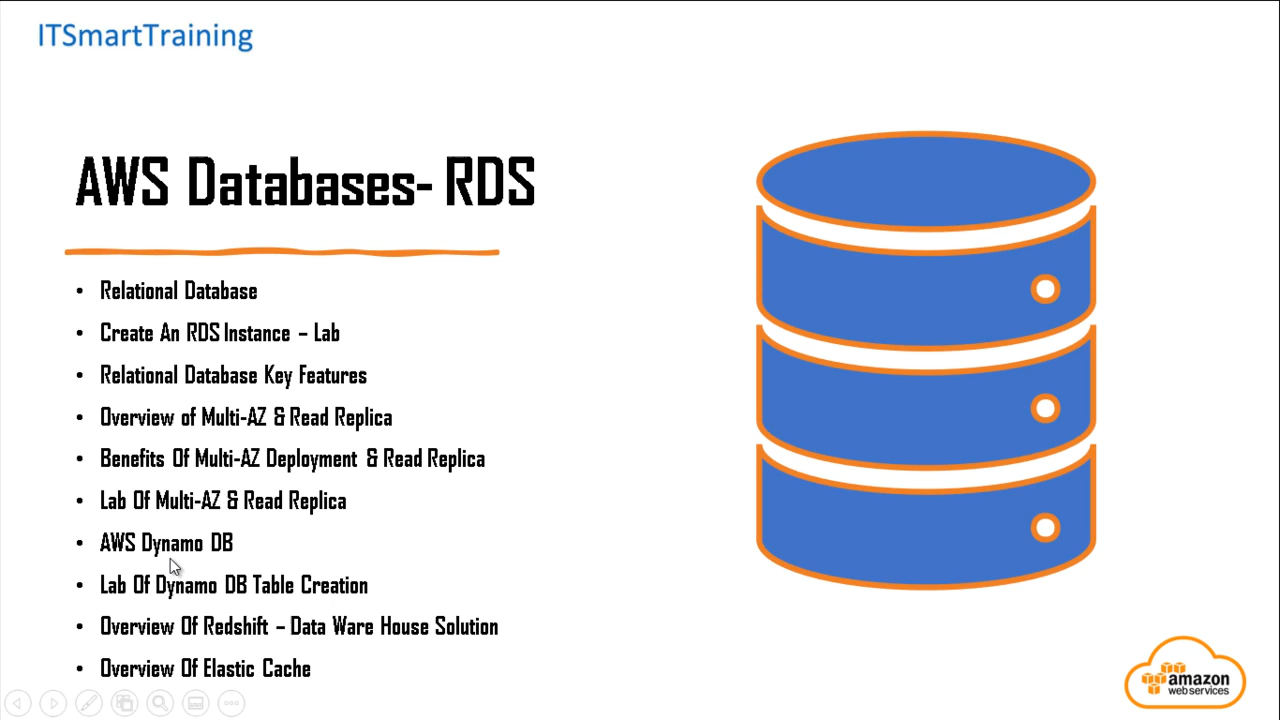 ITSmartTraining
AWS Databases- RDS
• Relational Database
• Create An RDS Instance – Lab
• Relational Database Key Features
• Overview of Multi-AZ & Read Replica
• Benefits Of Multi-AZ Deployment & Read Replica
• Lab Of Multi-AZ & Read Replica
• AWS Dynamo DB
• Lab Of Dynamo DB Table Creation
• Overview Of Redshift – Data Ware House Solution
• Overview Of Elastic Cache
amazon
web services